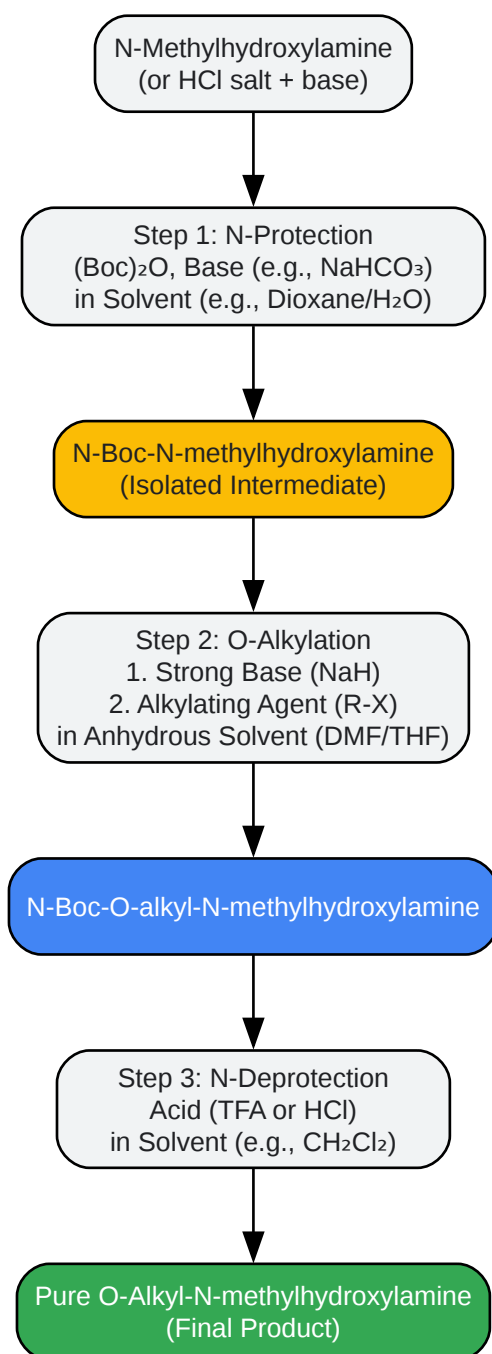 N-Methylhydroxylamine
(or HCl salt + base)
Step 1: N-Protection
(Boc)₂O, Base (e.g., NaHCO₃)
in Solvent (e.g., Dioxane/H₂O)
N-Boc-N-methylhydroxylamine
(Isolated Intermediate)
Step 2: O-Alkylation
1. Strong Base (NaH)
2. Alkylating Agent (R-X)
in Anhydrous Solvent (DMF/THF)
N-Boc-O-alkyl-N-methylhydroxylamine
Step 3: N-Deprotection
Acid (TFA or HCl)
in Solvent (e.g., CH₂Cl₂)
Pure O-Alkyl-N-methylhydroxylamine
(Final Product)